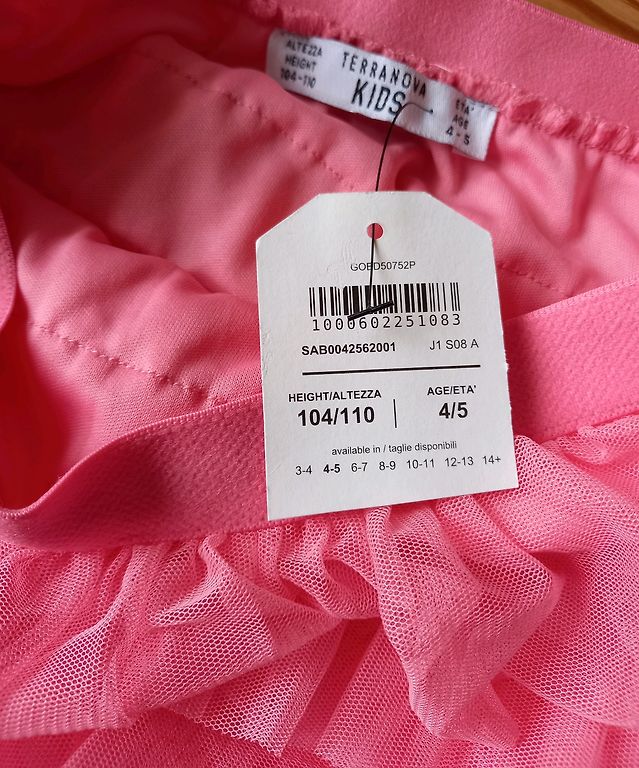 ALTEZZA
HEIGHT
104-110
TERRANOVA
KIDS
ETA'
AGE
4-5
GOFD50752P
1000602251083
SAB0042562001 J1 S08 A
HEIGHT/ALTEZZA AGE/ETA'
104/110 4/5
available in / taglie disponibili
3-4 4-5 6-7 8-9 10-11 12-13 14+